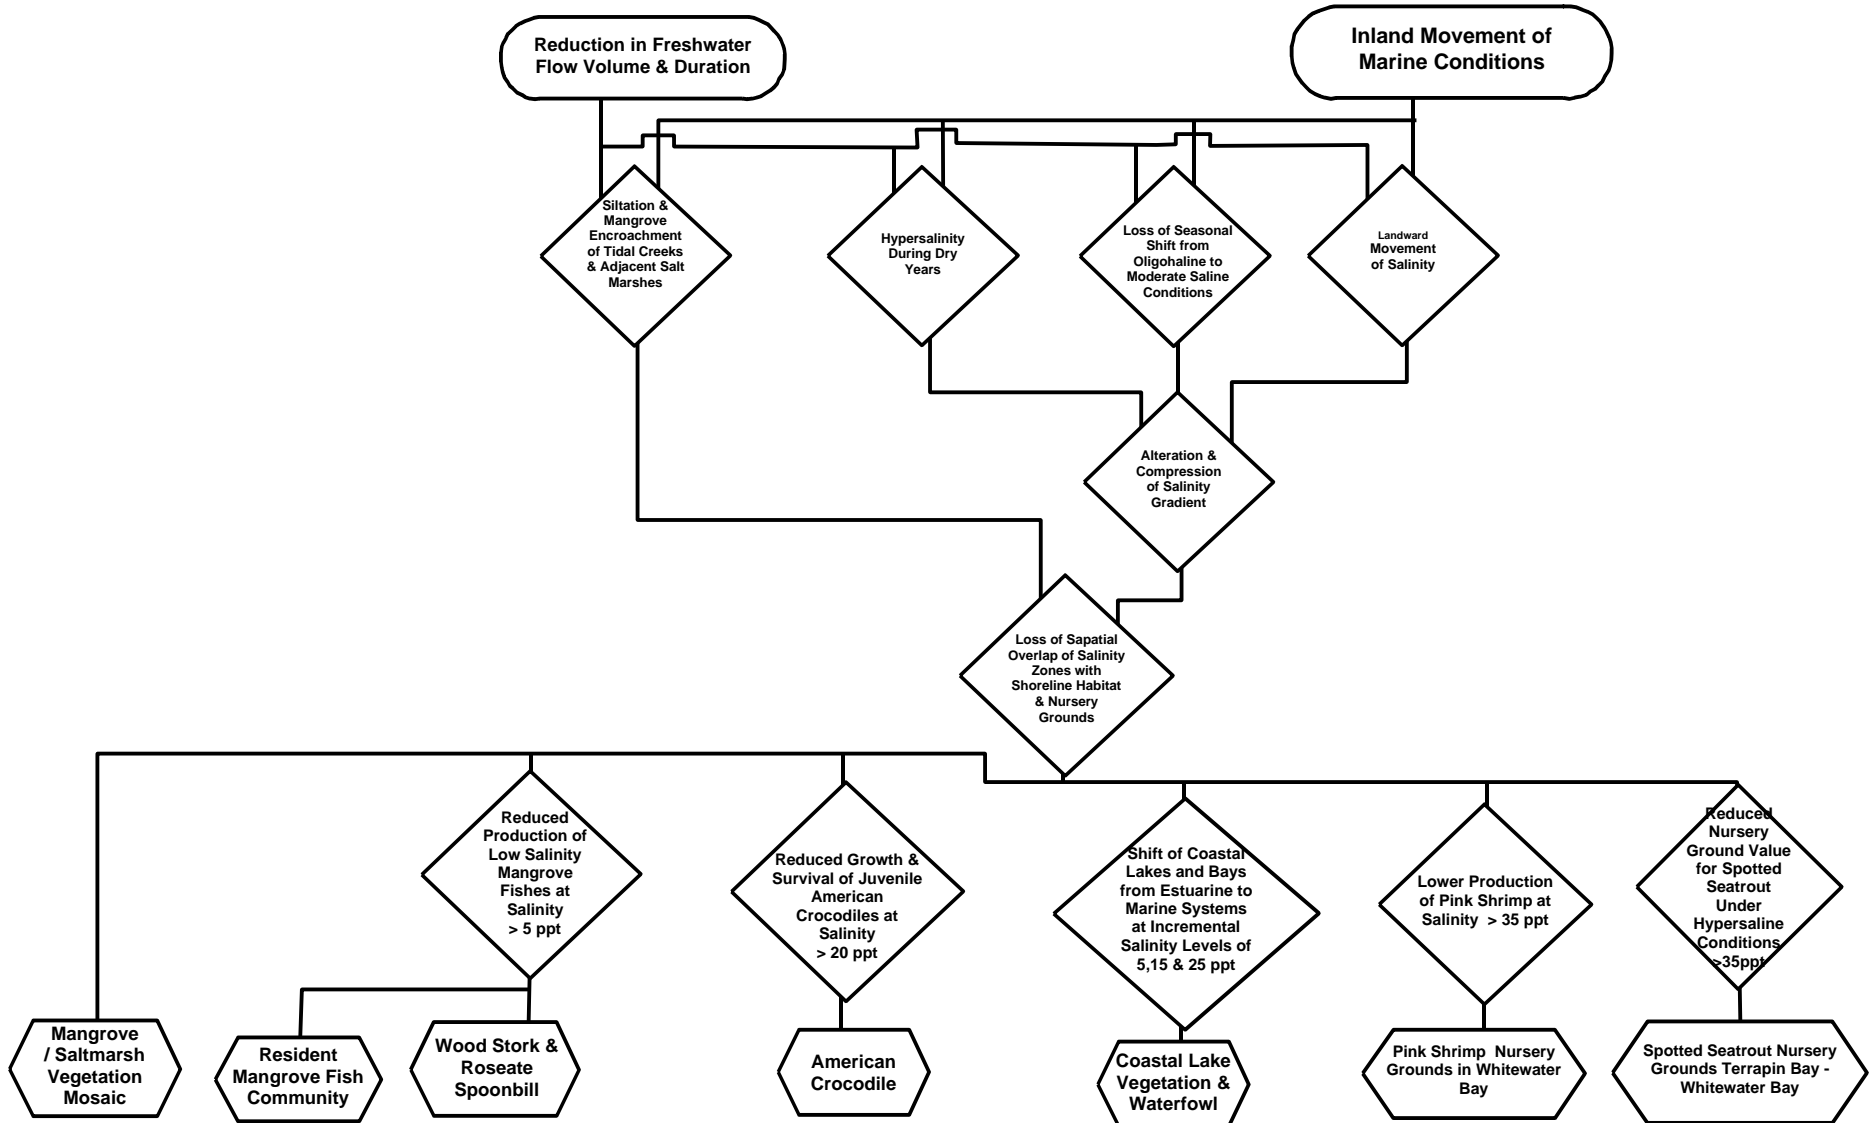 Reduction in Freshwater
Flow Volume & Duration
Inland Movement of
Marine Conditions
Siltation &
Mangrove
Encroachment
of Tidal Creeks
& Adjacent Salt
Marshes
Hypersalinity
During Dry
Years
Loss of Seasonal
Shift from
Oligohaline to
Moderate Saline
Conditions
Landward
Movement
of Salinity
Alteration &
Compression
of Salinity
Gradient
Loss of Sapatial
Overlap of Salinity
Zones with
Shoreline Habitat
& Nursery
Grounds
Reduced
Production of
Low Salinity
Mangrove
Fishes at
Salinity
> 5 ppt
Reduced Growth &
Survival of Juvenile
American
Crocodiles at
Salinity
> 20 ppt
Shift of Coastal
Lakes and Bays
from Estuarine to
Marine Systems
at Incremental
Salinity Levels of
5,15 & 25 ppt
Lower Production
of Pink Shrimp at
Salinity > 35 ppt
Reduced
Nursery
Ground Value
for Spotted
Seatrout
Under
Hypersaline
Conditions
>35ppt
Mangrove
/ Saltmarsh
Vegetation
Mosaic
Resident
Mangrove Fish
Community
Wood Stork &
Roseate
Spoonbill
American
Crocodile
Coastal Lake
Vegetation &
Waterfowl
Pink Shrimp Nursery
Grounds in Whitewater
Bay
Spotted Seatrout Nursery
Grounds Terrapin Bay -
Whitewater Bay